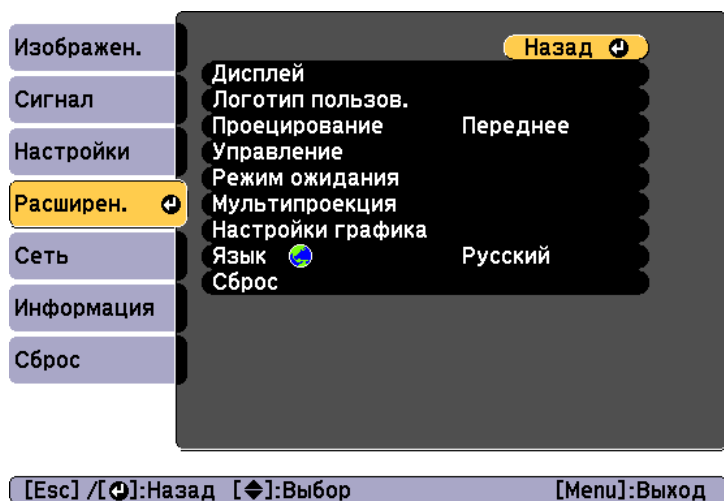 Изображен.
Сигнал
Настройки
Расширен.
Сеть
Информация
Сброс
Назад
Дисплей
Логотип пользов.
Проецирование Переднее
Управление
Режим ожидания
Мультипроекция
Настройки графика
Язык Русский
Сброс
[Esc] /[⏎]:Назад [◆]:Выбор [Menu]:Выход